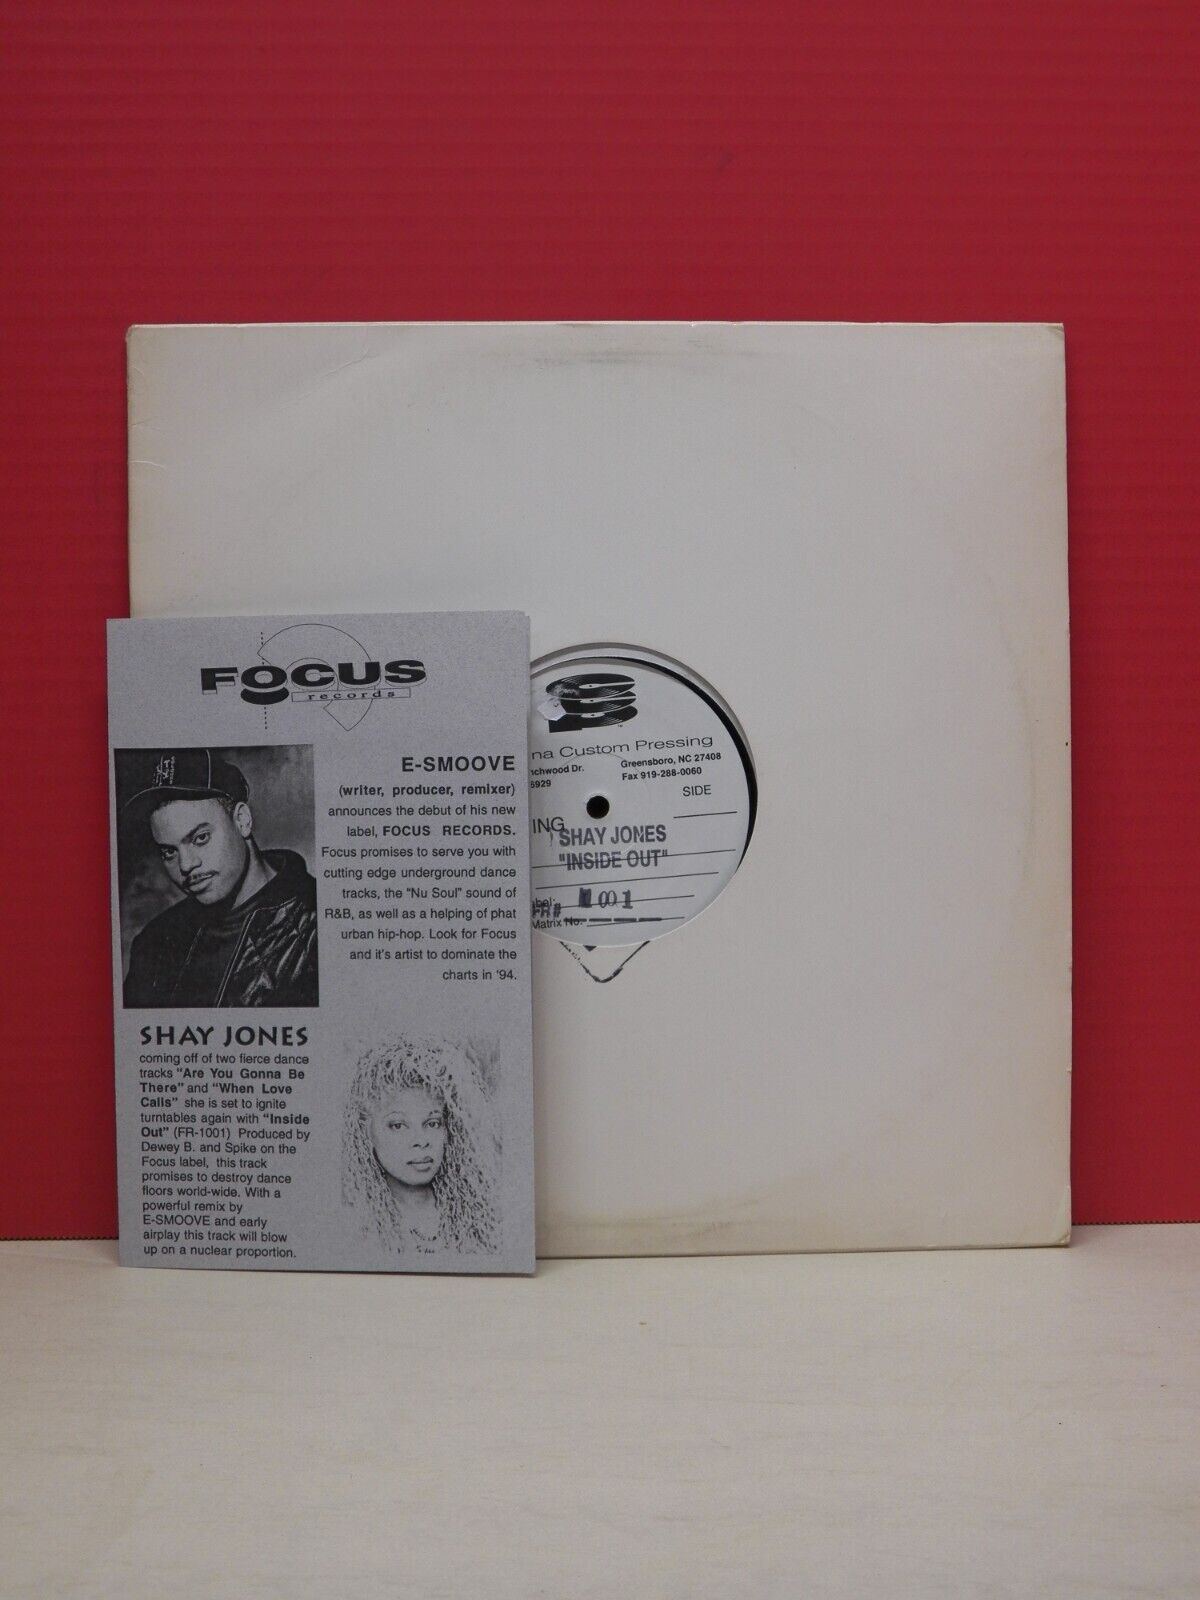 FOCUS
records
E-SMOOVE
(writer, producer, remixer)
announces the debut of his new
label, FOCUS RECORDS.
Focus promises to serve you with
cutting edge underground dance
tracks, the "Nu Soul" sound of
R&B, as well as a helping of phat
urban hip-hop. Look for Focus
and it's artist to dominate the
charts in '94.
SHAY JONES
coming off of two fierce dance
tracks "Are You Gonna Be
There" and "When Love
Calls" she is set to ignite
turntables again with "Inside
Out" (FR-1001) Produced by
Dewey B. and Spike on the
Focus label, this track
promises to destroy dance
floors world-wide. With a
powerful remix by
E-SMOOVE and early
airplay this track will blow
up on a nuclear proportion.
na Custom Pressing
nchwood Dr. Greensboro, NC 27408
6929 Fax 919-288-0060
SIDE
ING
SHAY JONES
"INSIDE OUT"
abel:
FR# 1001
Matrix No.